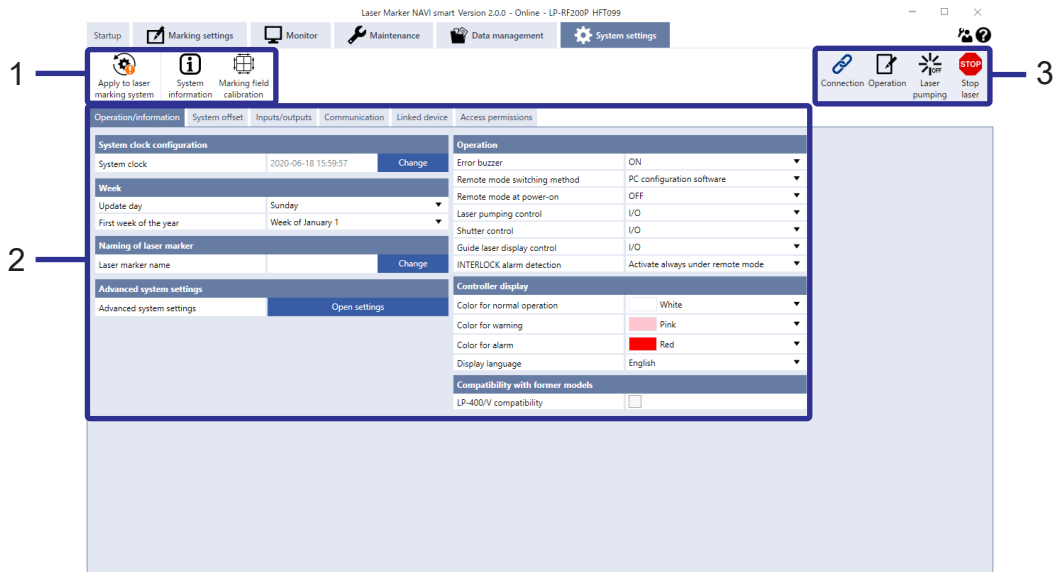 Laser Marker NAVI smart Version 2.0.0 - Online - LP-RF200P HFT099
Startup Marking settings Monitor Maintenance Data management System settings
1
Apply to laser marking system
System information
Marking field calibration
Connection
Operation
OFF
Laser pumping
STOP
Stop laser
3
Operation/information System offset Inputs/outputs Communication Linked device Access permissions
2
System clock configuration
System clock 2020-06-18 15:59:57 Change
Week
Update day Sunday
First week of the year Week of January 1
Naming of laser marker
Laser marker name Change
Advanced system settings
Advanced system settings Open settings
Operation
Error buzzer ON
Remote mode switching method PC configuration software
Remote mode at power-on OFF
Laser pumping control I/O
Shutter control I/O
Guide laser display control I/O
INTERLOCK alarm detection Activate always under remote mode
Controller display
Color for normal operation White
Color for warning Pink
Color for alarm Red
Display language English
Compatibility with former models
LP-400/V compatibility